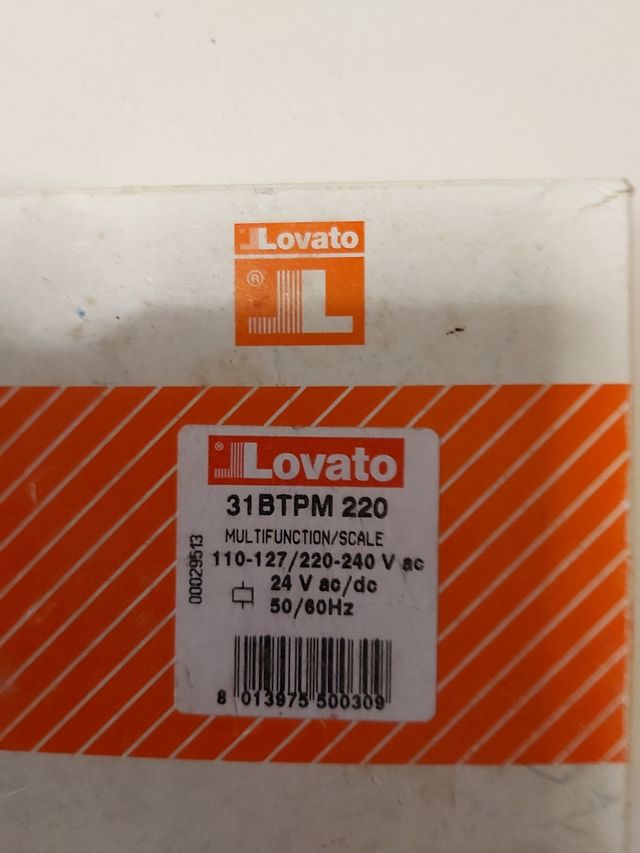 Lovato
®
L
® Lovato
31BTPM 220
MULTIFUNCTION/SCALE
110-127/220-240 V ac
24 V ac/dc
50/60Hz
00029513
8 013975 500309